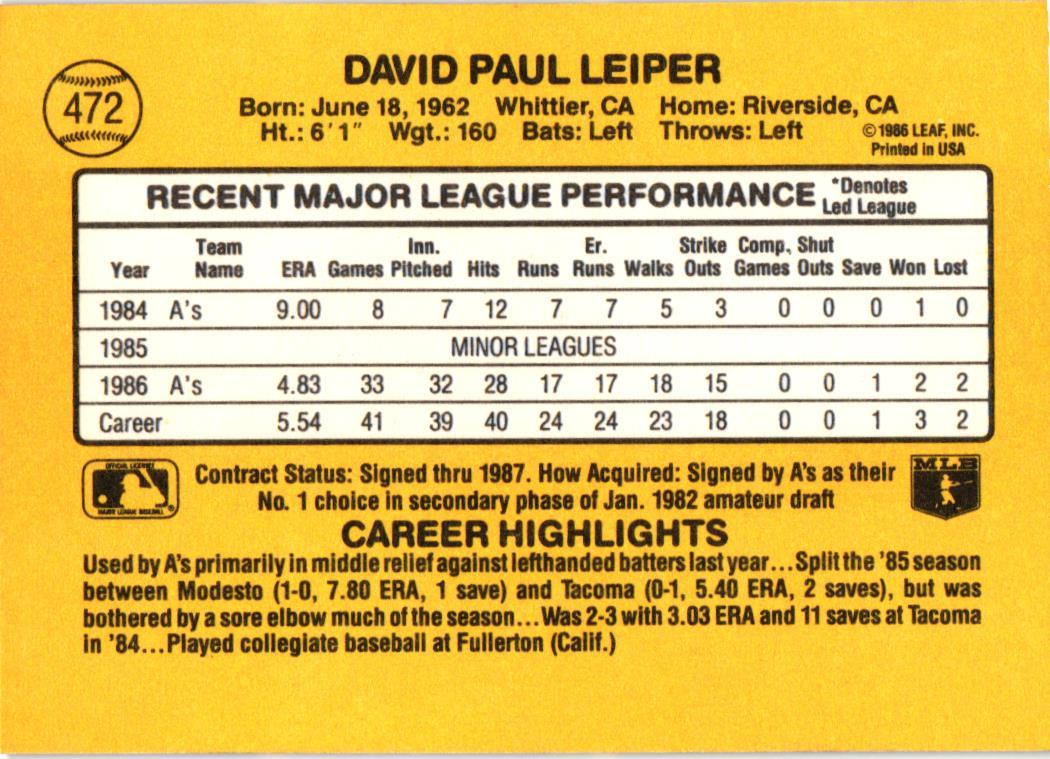 472
DAVID PAUL LEIPER
Born: June 18, 1962 Whittier, CA Home: Riverside, CA
Ht.: 6'1" Wgt.: 160 Bats: Left Throws: Left
©1986 LEAF, INC.
Printed in USA
RECENT MAJOR LEAGUE PERFORMANCE *Denotes
Led League
Team Inn. Er. Strike Comp. Shut
Year Name ERA Games Pitched Hits Runs Runs Walks Outs Games Outs Save Won Lost
1984 A's 9.00 8 7 12 7 7 5 3 0 0 0 1 0
1985 MINOR LEAGUES
1986 A's 4.83 33 32 28 17 17 18 15 0 0 1 2 2
Career 5.54 41 39 40 24 24 23 18 0 0 1 3 2
OFFICIAL LICENSEE
MAJOR LEAGUE BASEBALL
®
Contract Status: Signed thru 1987. How Acquired: Signed by A's as their
No. 1 choice in secondary phase of Jan. 1982 amateur draft
MLB
CAREER HIGHLIGHTS
Used by A's primarily in middle relief against lefthanded batters last year...Split the '85 season
between Modesto (1-0, 7.80 ERA, 1 save) and Tacoma (0-1, 5.40 ERA, 2 saves), but was
bothered by a sore elbow much of the season...Was 2-3 with 3.03 ERA and 11 saves at Tacoma
in '84...Played collegiate baseball at Fullerton (Calif.)